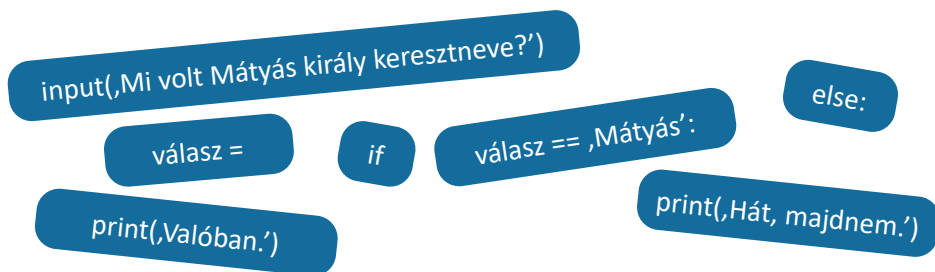 input(‚Mi volt Mátyás király keresztneve?’)
else:
válasz =
if
válasz == ‚Mátyás’:
print(‚Valóban.’)
print(‚Hát, majdnem.’)